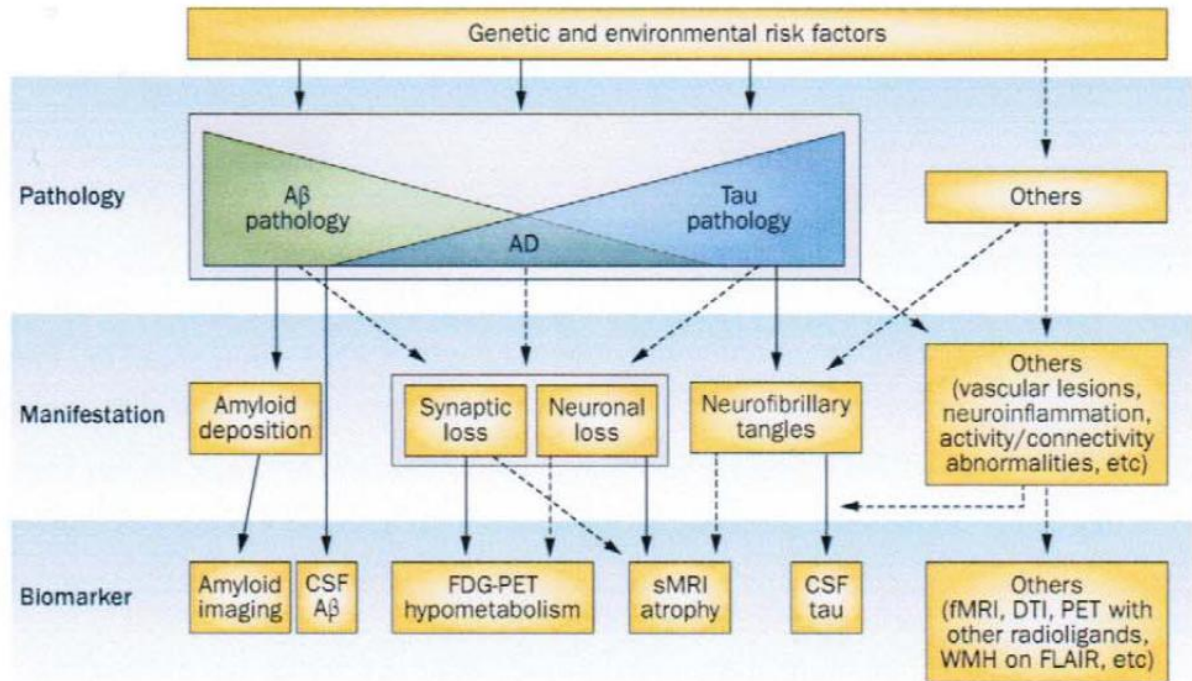 Genetic and environmental risk factors
Pathology
Aβ
pathology
AD
Tau
pathology
Others
Manifestation
Amyloid
deposition
Synaptic
loss
Neuronal
loss
Neurofibrillary
tangles
Others
(vascular lesions,
neuroinflammation,
activity/connectivity
abnormalities, etc)
Biomarker
Amyloid
imaging
CSF
Aβ
FDG-PET
hypometabolism
sMRI
atrophy
CSF
tau
Others
(fMRI, DTI, PET with
other radioligands,
WMH on FLAIR, etc)